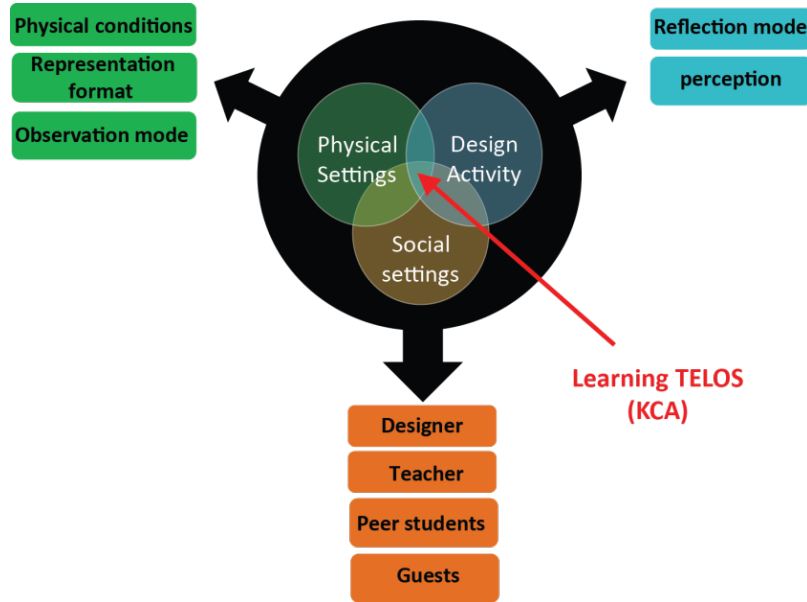 Physical conditions
Representation
format
Observation mode
Reflection mode
perception
Physical
Settings
Design
Activity
Social
settings
Learning TELOS
(KCA)
Designer
Teacher
Peer students
Guests